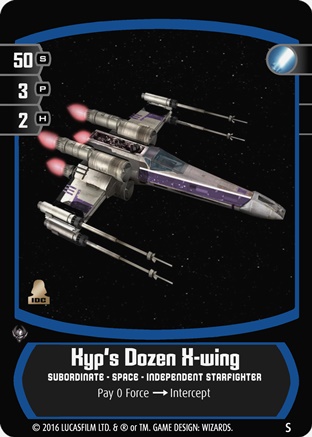 50 S
3 P
2 H
IDC
Kyp's Dozen X-wing
SUBORDINATE - SPACE - INDEPENDENT STARFIGHTER
Pay 0 Force → Intercept
© 2016 LUCASFILM LTD. & ® or TM. GAME DESIGN: WIZARDS. S